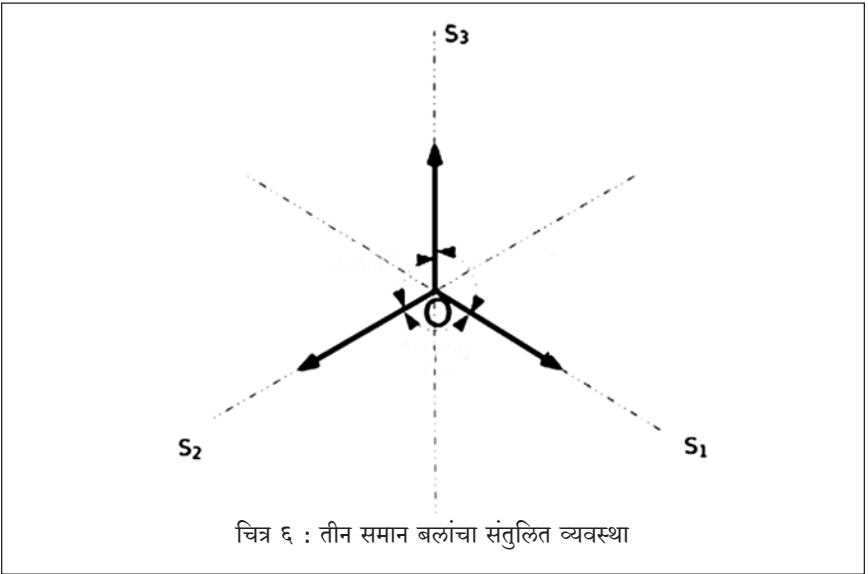 S₃
O
S₂
S₁
चित्र ६ : तीन समान बलांचा संतुलित व्यवस्था